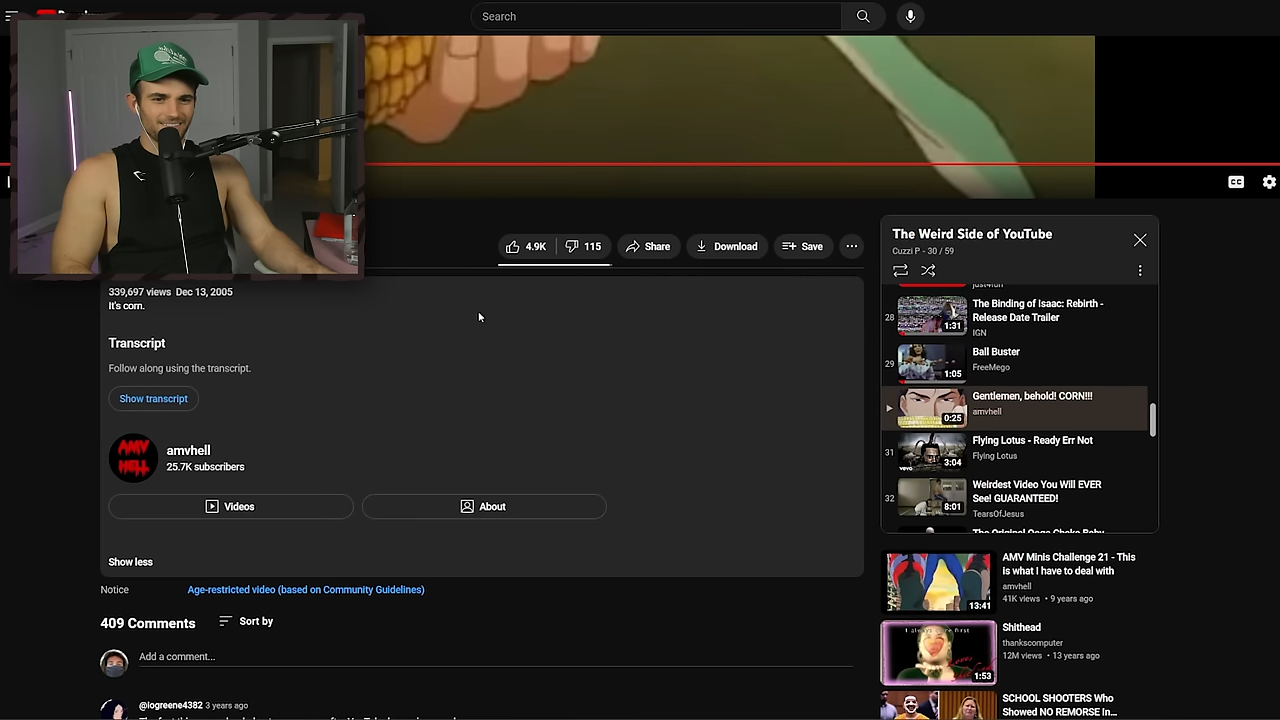 Search
4.9K
115
Share
Download
Save
339,697 views Dec 13, 2005
It's corn.
Transcript
Follow along using the transcript.
Show transcript
AMV
HELL
amvhell
25.7K subscribers
Videos
About
Show less
Notice
Age-restricted video (based on Community Guidelines)
409 Comments
Sort by
Add a comment...
@logreene4382 3 years ago
CC
The Weird Side of YouTube
Cuzzi P - 30 / 59
just4fun
28
1:31
The Binding of Isaac: Rebirth -
Release Date Trailer
IGN
29
1:05
Ball Buster
FreeMego
0:25
Gentlemen, behold! CORN!!!
amvhell
31
vevo
3:04
Flying Lotus - Ready Err Not
Flying Lotus
32
8:01
Weirdest Video You Will EVER
See! GUARANTEED!
TearsOfJesus
13:41
AMV Minis Challenge 21 - This
is what I have to deal with
amvhell
41K views • 9 years ago
1:53
Shithead
thankscomputer
12M views • 13 years ago
SCHOOL SHOOTERS Who
Showed NO REMORSE In...